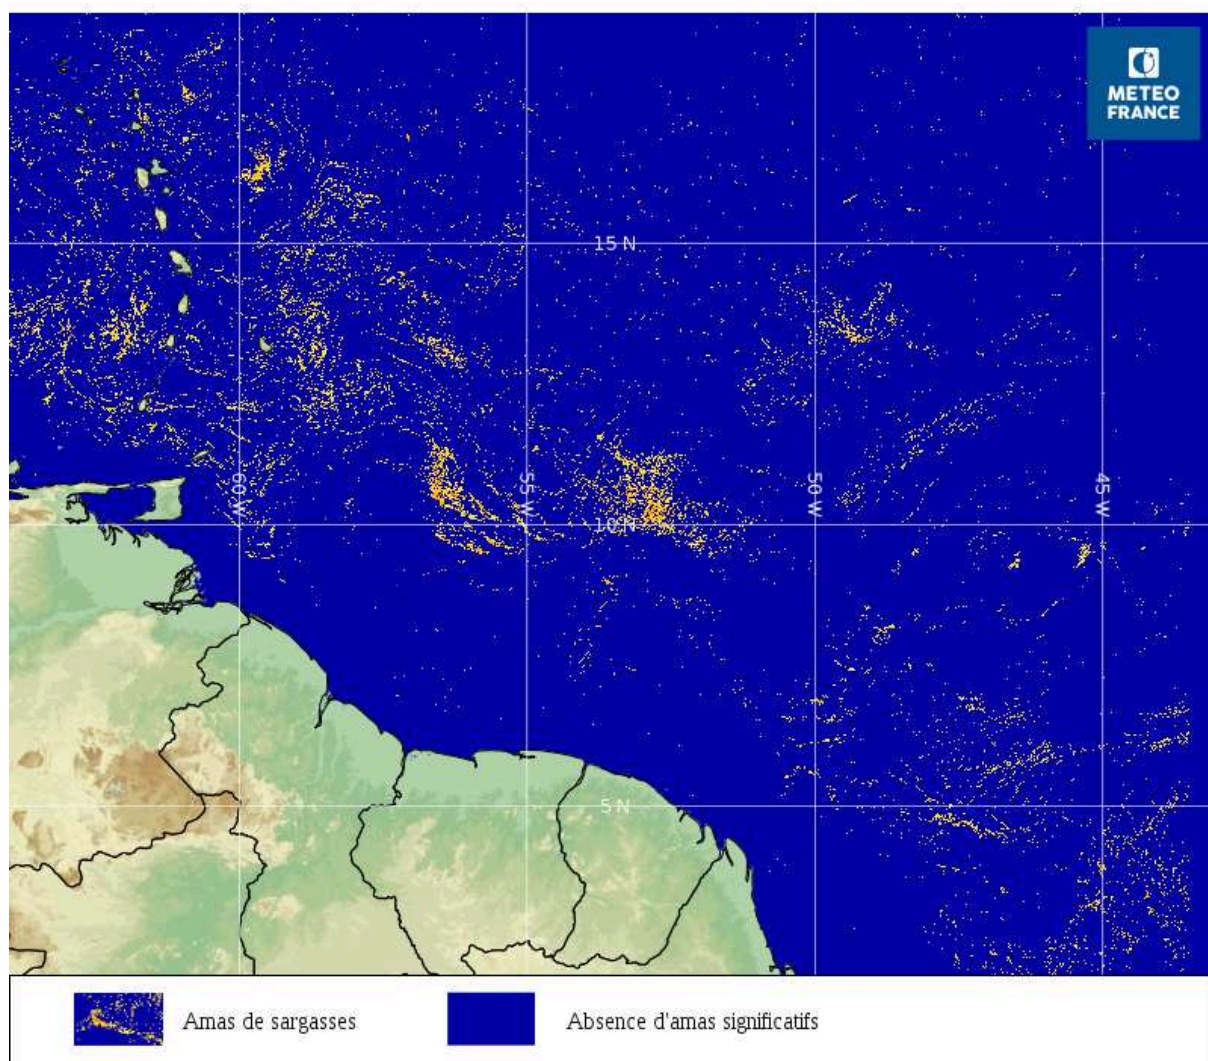 METEO
FRANCE
15 N
60 W
55 W
50 W
45 W
10 N
5 N
Amas de sargasses
Absence d'amas significatifs